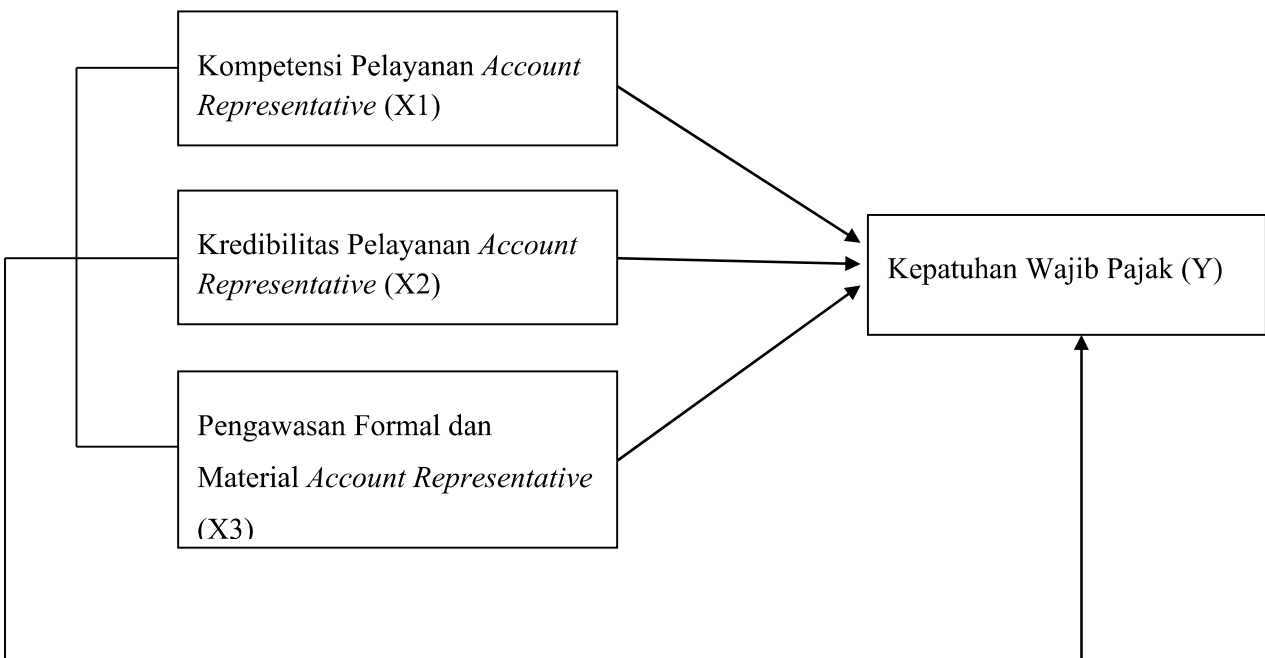 Kompetensi Pelayanan Account
Representative (X1)
Kredibilitas Pelayanan Account
Representative (X2)
Pengawasan Formal dan
Material Account Representative
(X3)
Kepatuhan Wajib Pajak (Y)